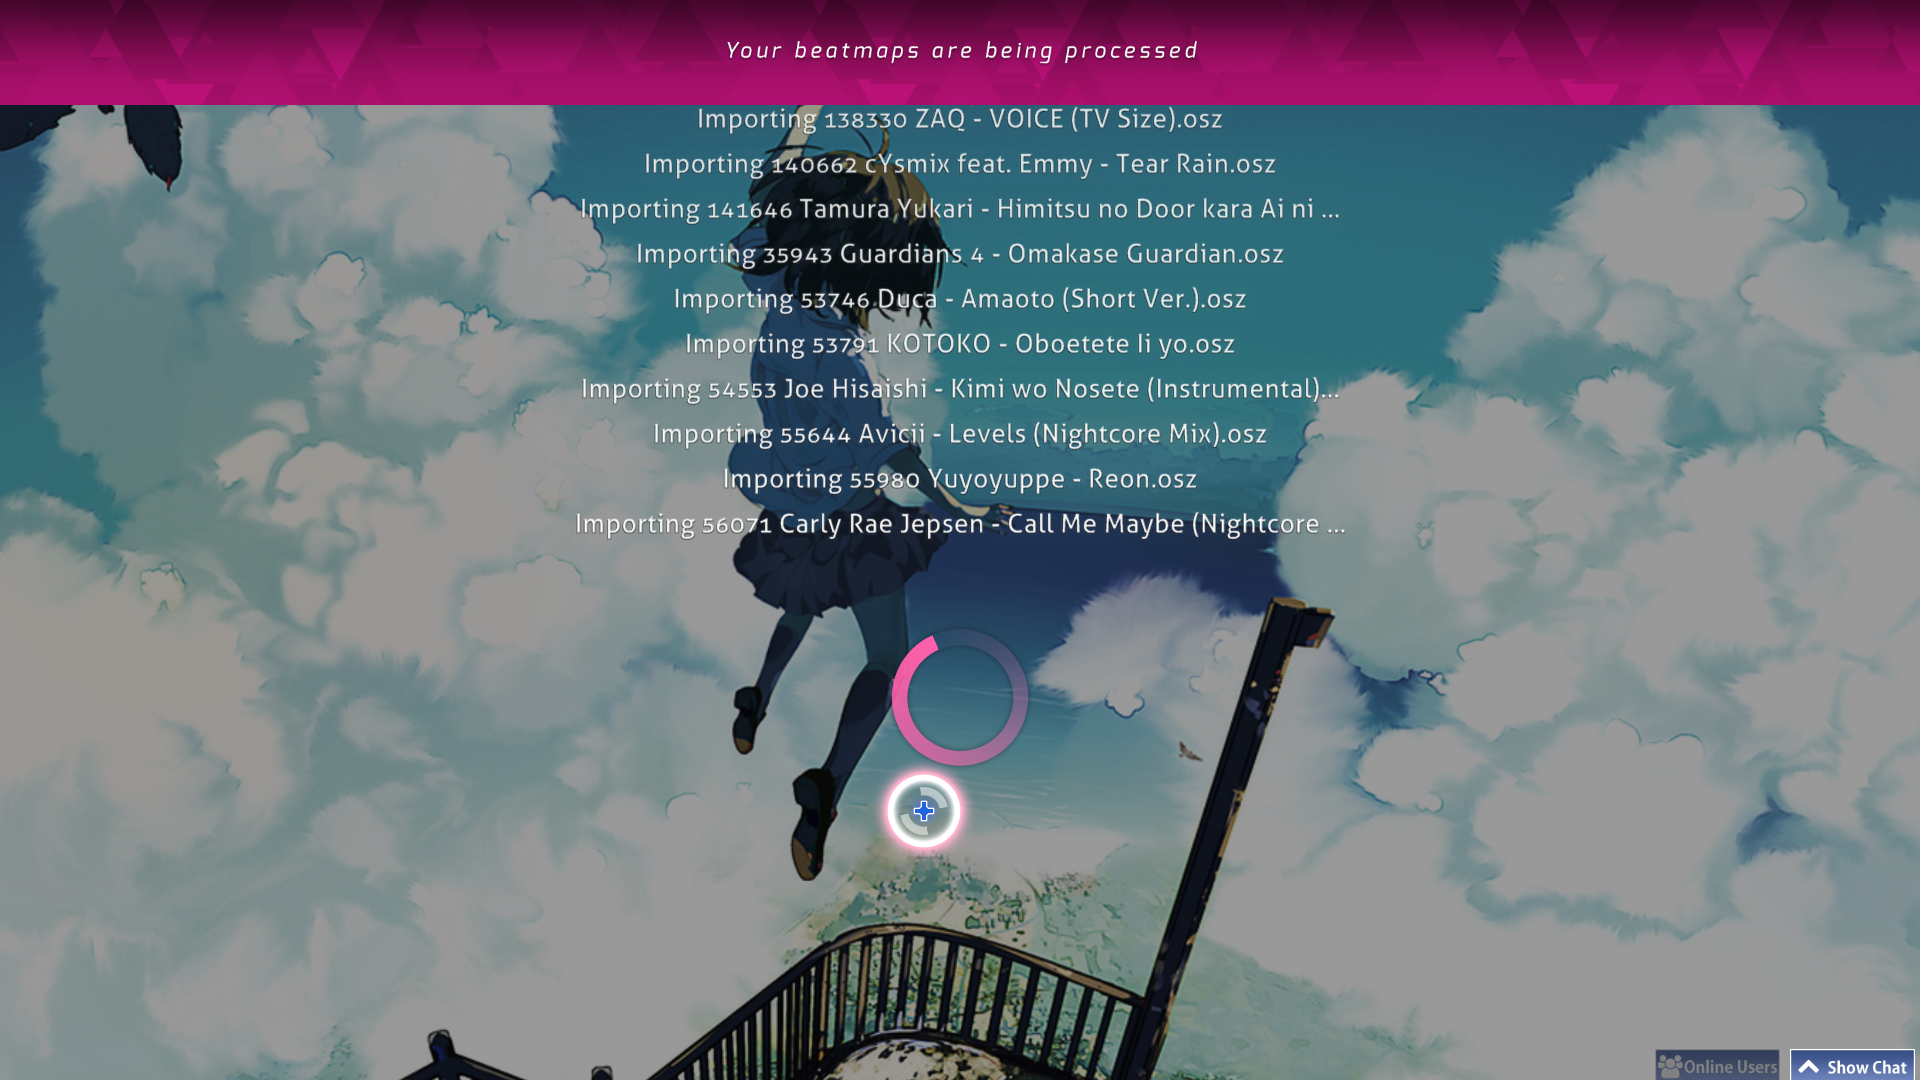 Your beatmaps are being processed
Importing 138330 ZAQ - VOICE (TV Size).osz
Importing 140662 cYsmix feat. Emmy - Tear Rain.osz
Importing 141646 Tamura Yukari - Himitsu no Door kara Ai ni ...
Importing 35943 Guardians 4 - Omakase Guardian.osz
Importing 53746 Duca - Amaoto (Short Ver.).osz
Importing 53791 KOTOKO - Oboetete Ii yo.osz
Importing 54553 Joe Hisaishi - Kimi wo Nosete (Instrumental)...
Importing 55644 Avicii - Levels (Nightcore Mix).osz
Importing 55980 Yuyoyuppe - Reon.osz
Importing 56071 Carly Rae Jepsen - Call Me Maybe (Nightcore ...
Online Users
Show Chat